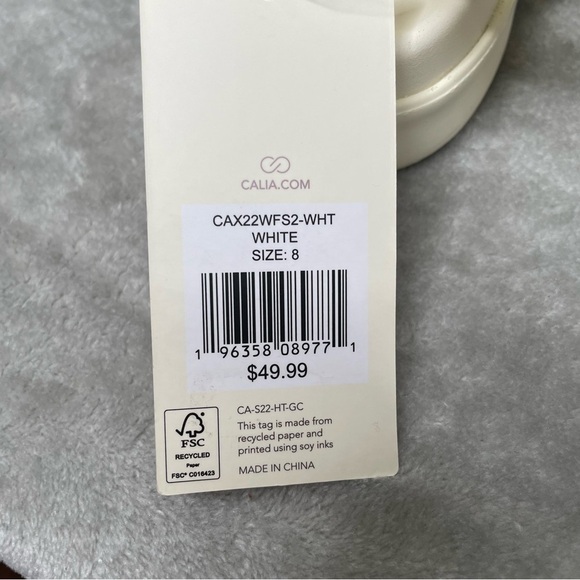 CALIA.COM
CAX22WFS2-WHT
WHITE
SIZE: 8
1 96358 08977 1
$49.99
CA-S22-HT-GC
This tag is made from
recycled paper and
printed using soy inks
MADE IN CHINA
FSC
RECYCLED
Paper
FSC® C016423